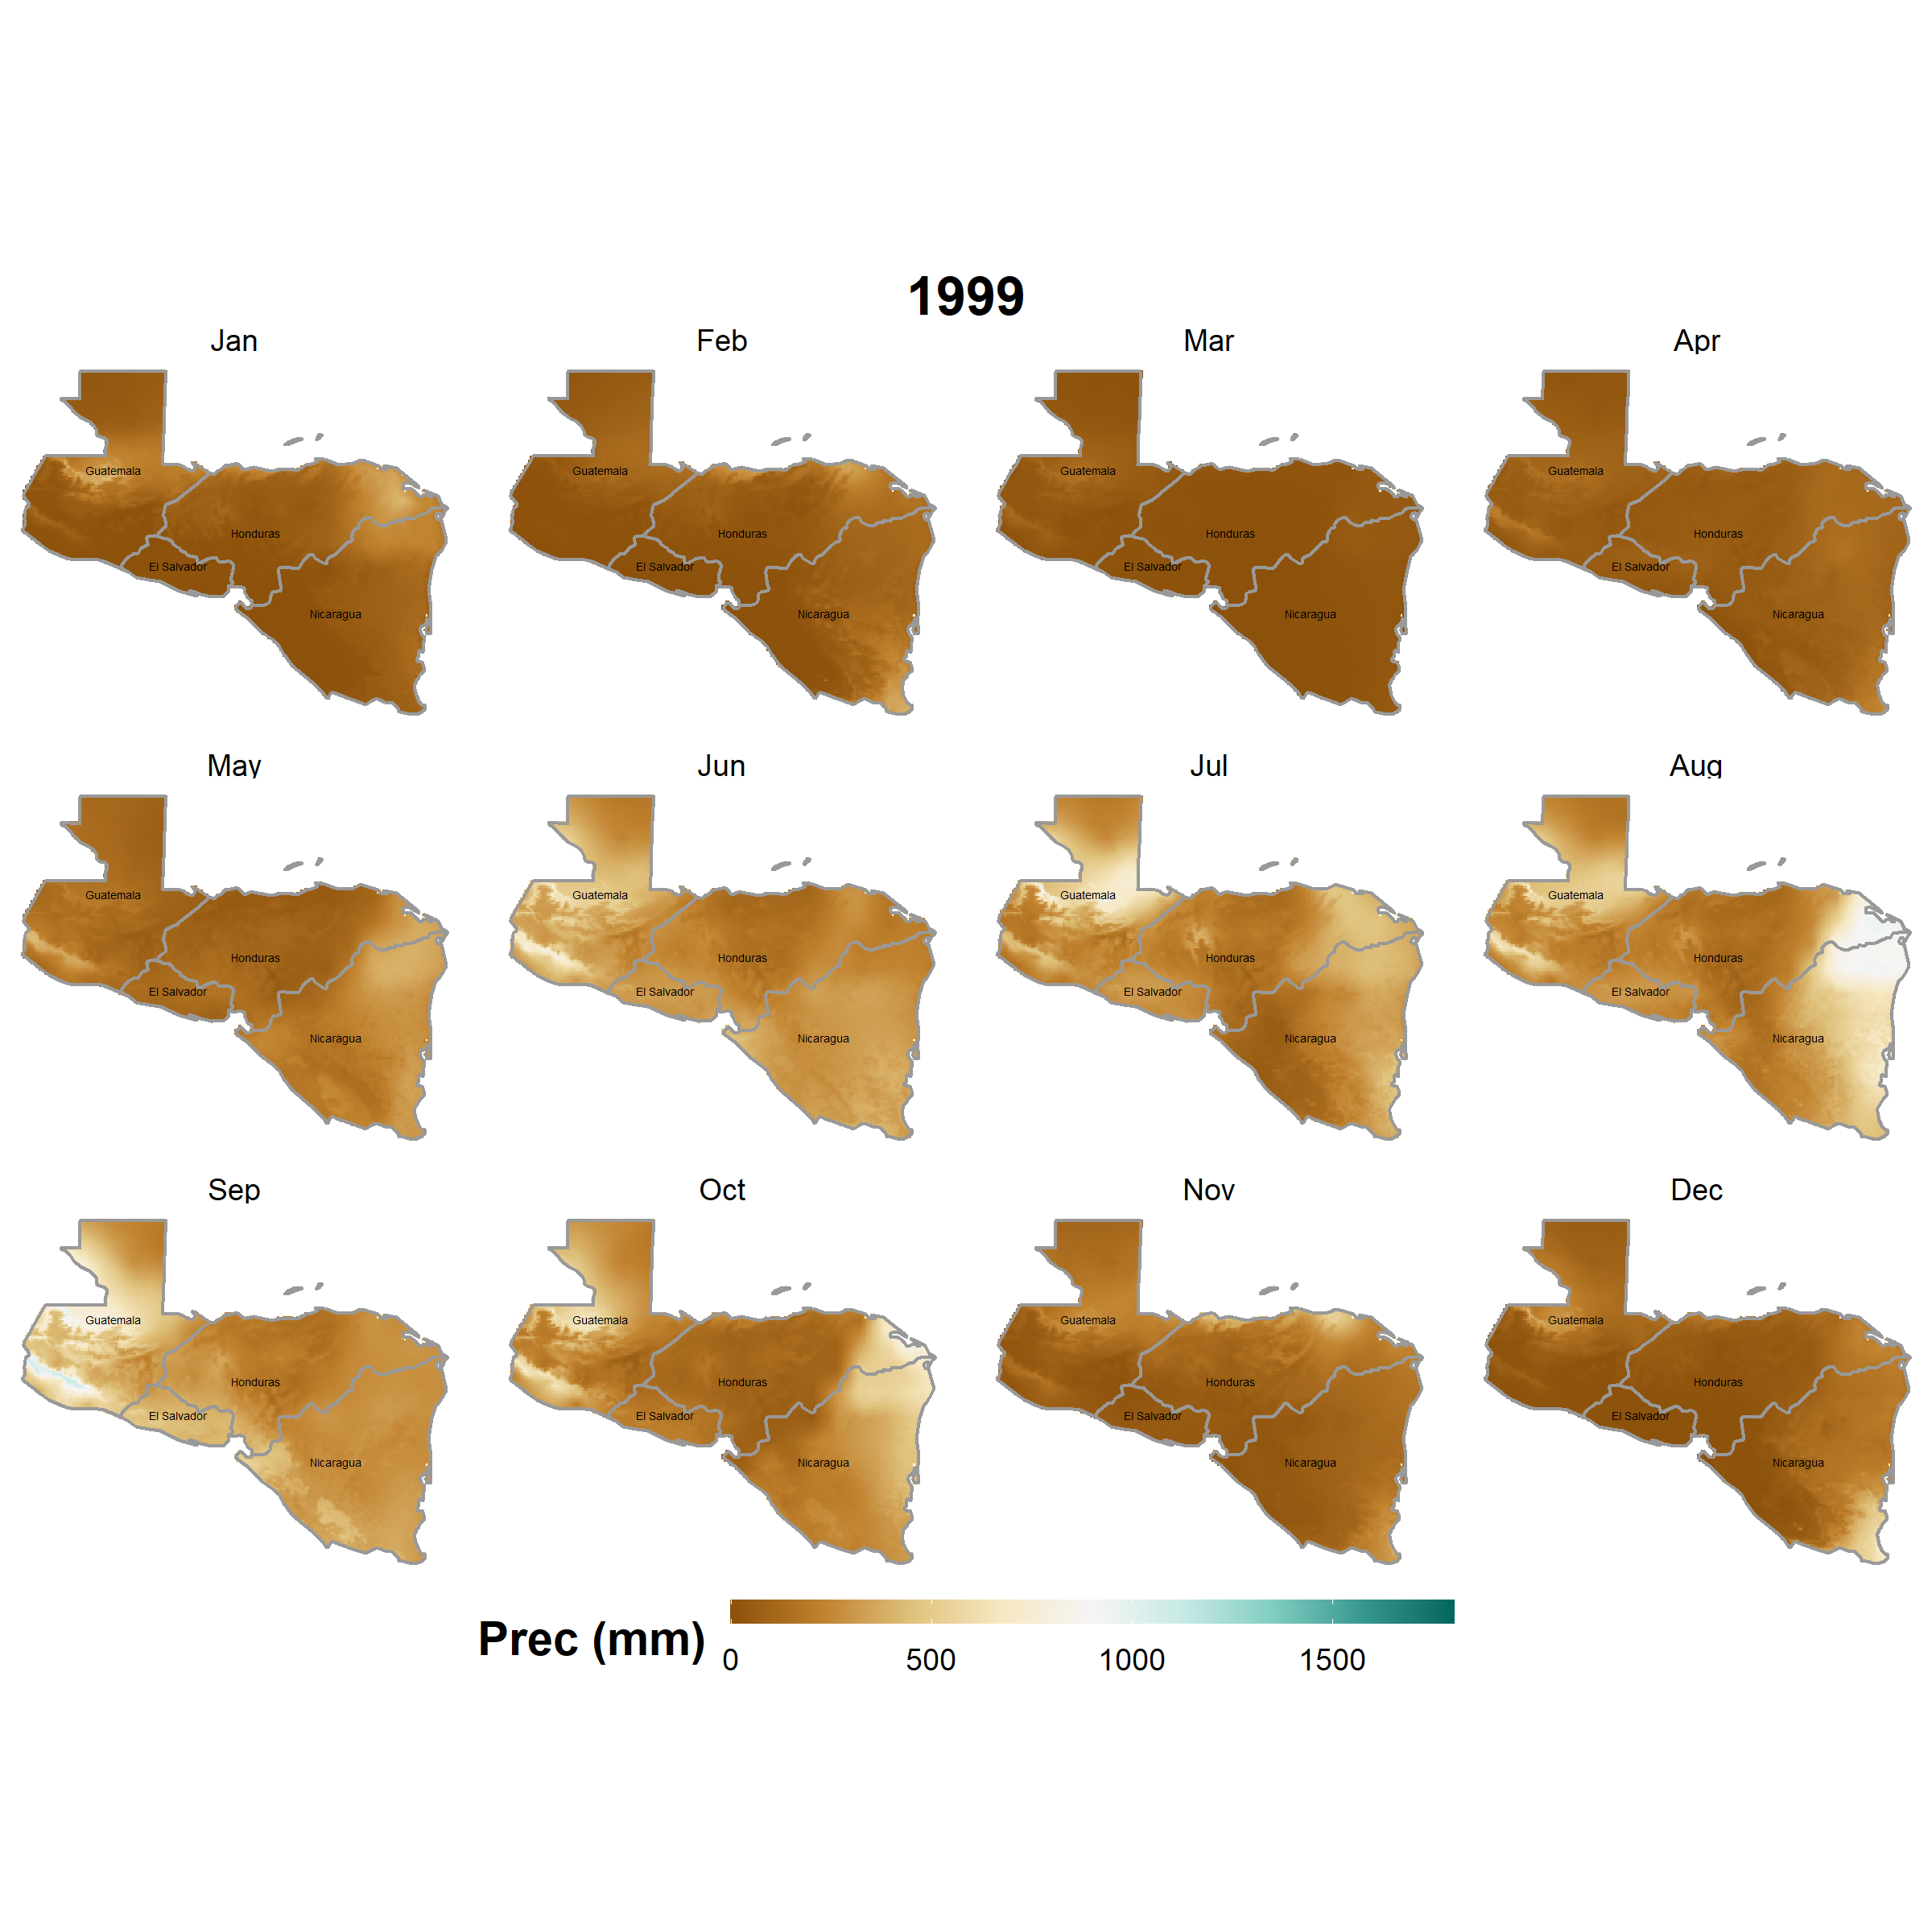 1999
Jan Feb Mar Apr
Guatemala Guatemala Guatemala Guatemala
Honduras Honduras Honduras Honduras
El Salvador El Salvador El Salvador El Salvador
Nicaragua Nicaragua Nicaragua Nicaragua
May Jun Jul Aug
Guatemala Guatemala Guatemala Guatemala
Honduras Honduras Honduras Honduras
El Salvador El Salvador El Salvador El Salvador
Nicaragua Nicaragua Nicaragua Nicaragua
Sep Oct Nov Dec
Guatemala Guatemala Guatemala Guatemala
Honduras Honduras Honduras Honduras
El Salvador El Salvador El Salvador El Salvador
Nicaragua Nicaragua Nicaragua Nicaragua
Prec (mm)
0 500 1000 1500